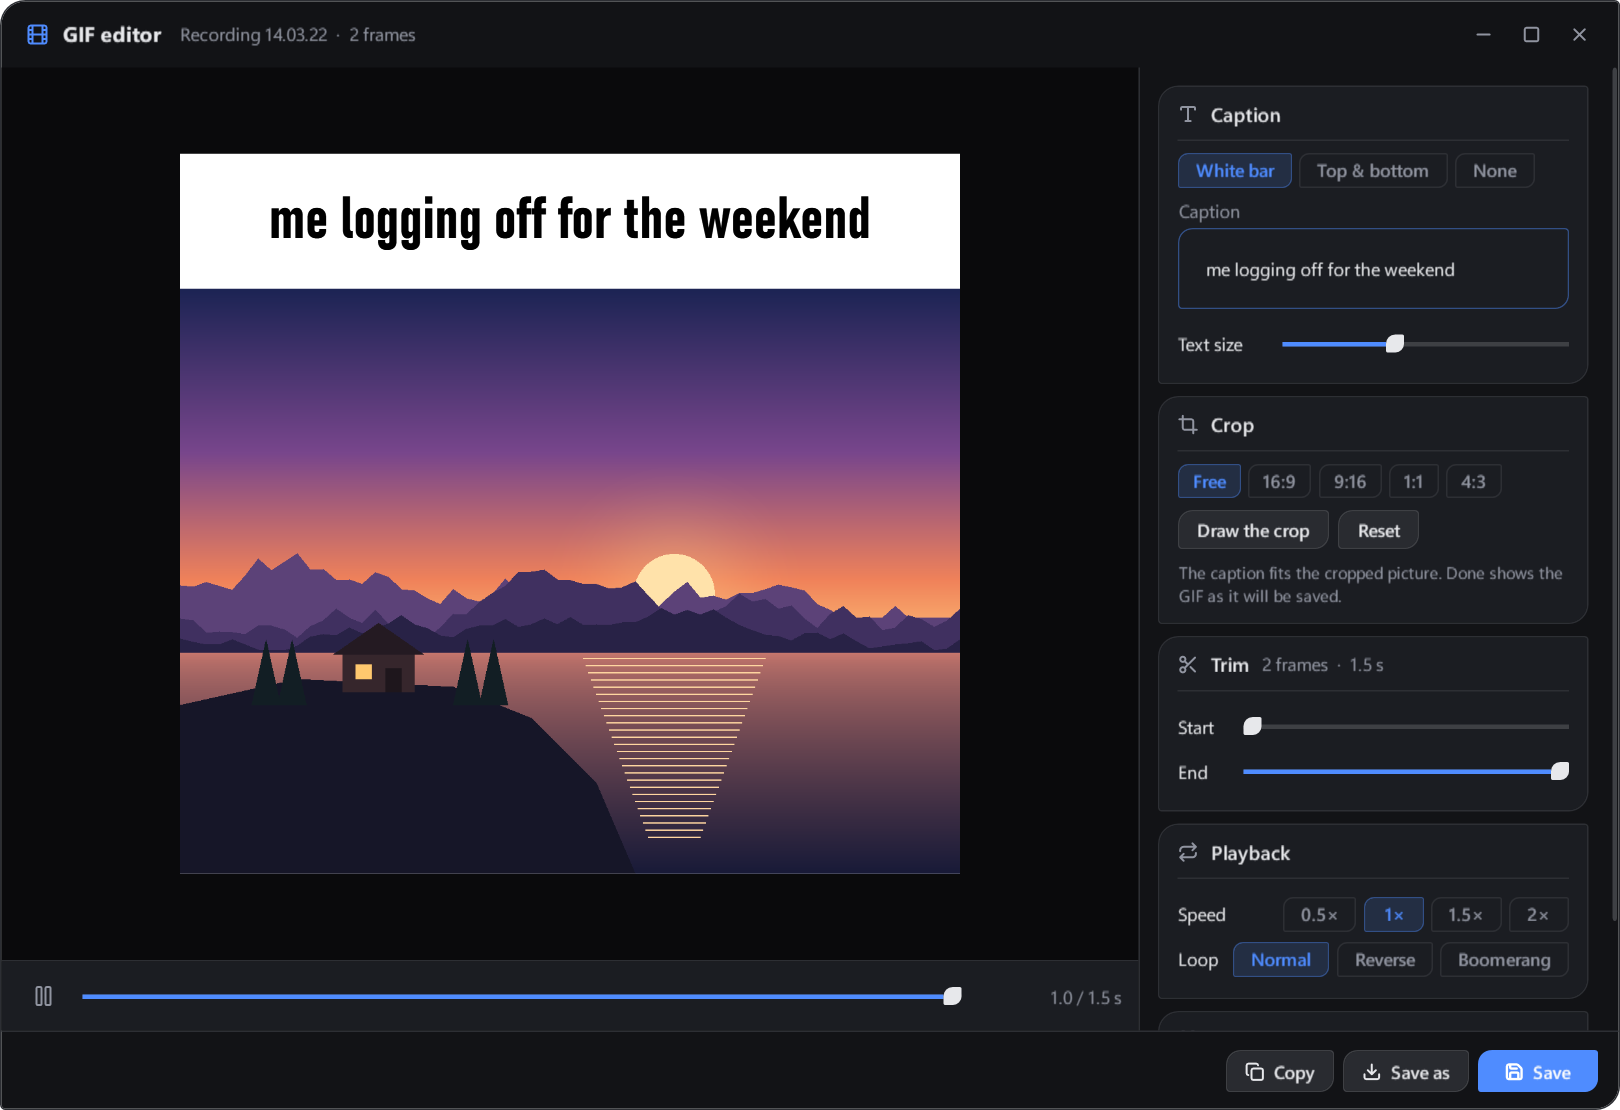 GIF editor Recording 14.03.22 · 2 frames
me logging off for the weekend
Caption
White bar Top & bottom None
Caption
me logging off for the weekend
Text size
Crop
Free 16:9 9:16 1:1 4:3
Draw the crop Reset
The caption fits the cropped picture. Done shows the
GIF as it will be saved.
Trim 2 frames · 1.5 s
Start
End
Playback
Speed 0.5× 1× 1.5× 2×
Loop Normal Reverse Boomerang
1.0 / 1.5 s
Copy Save as Save